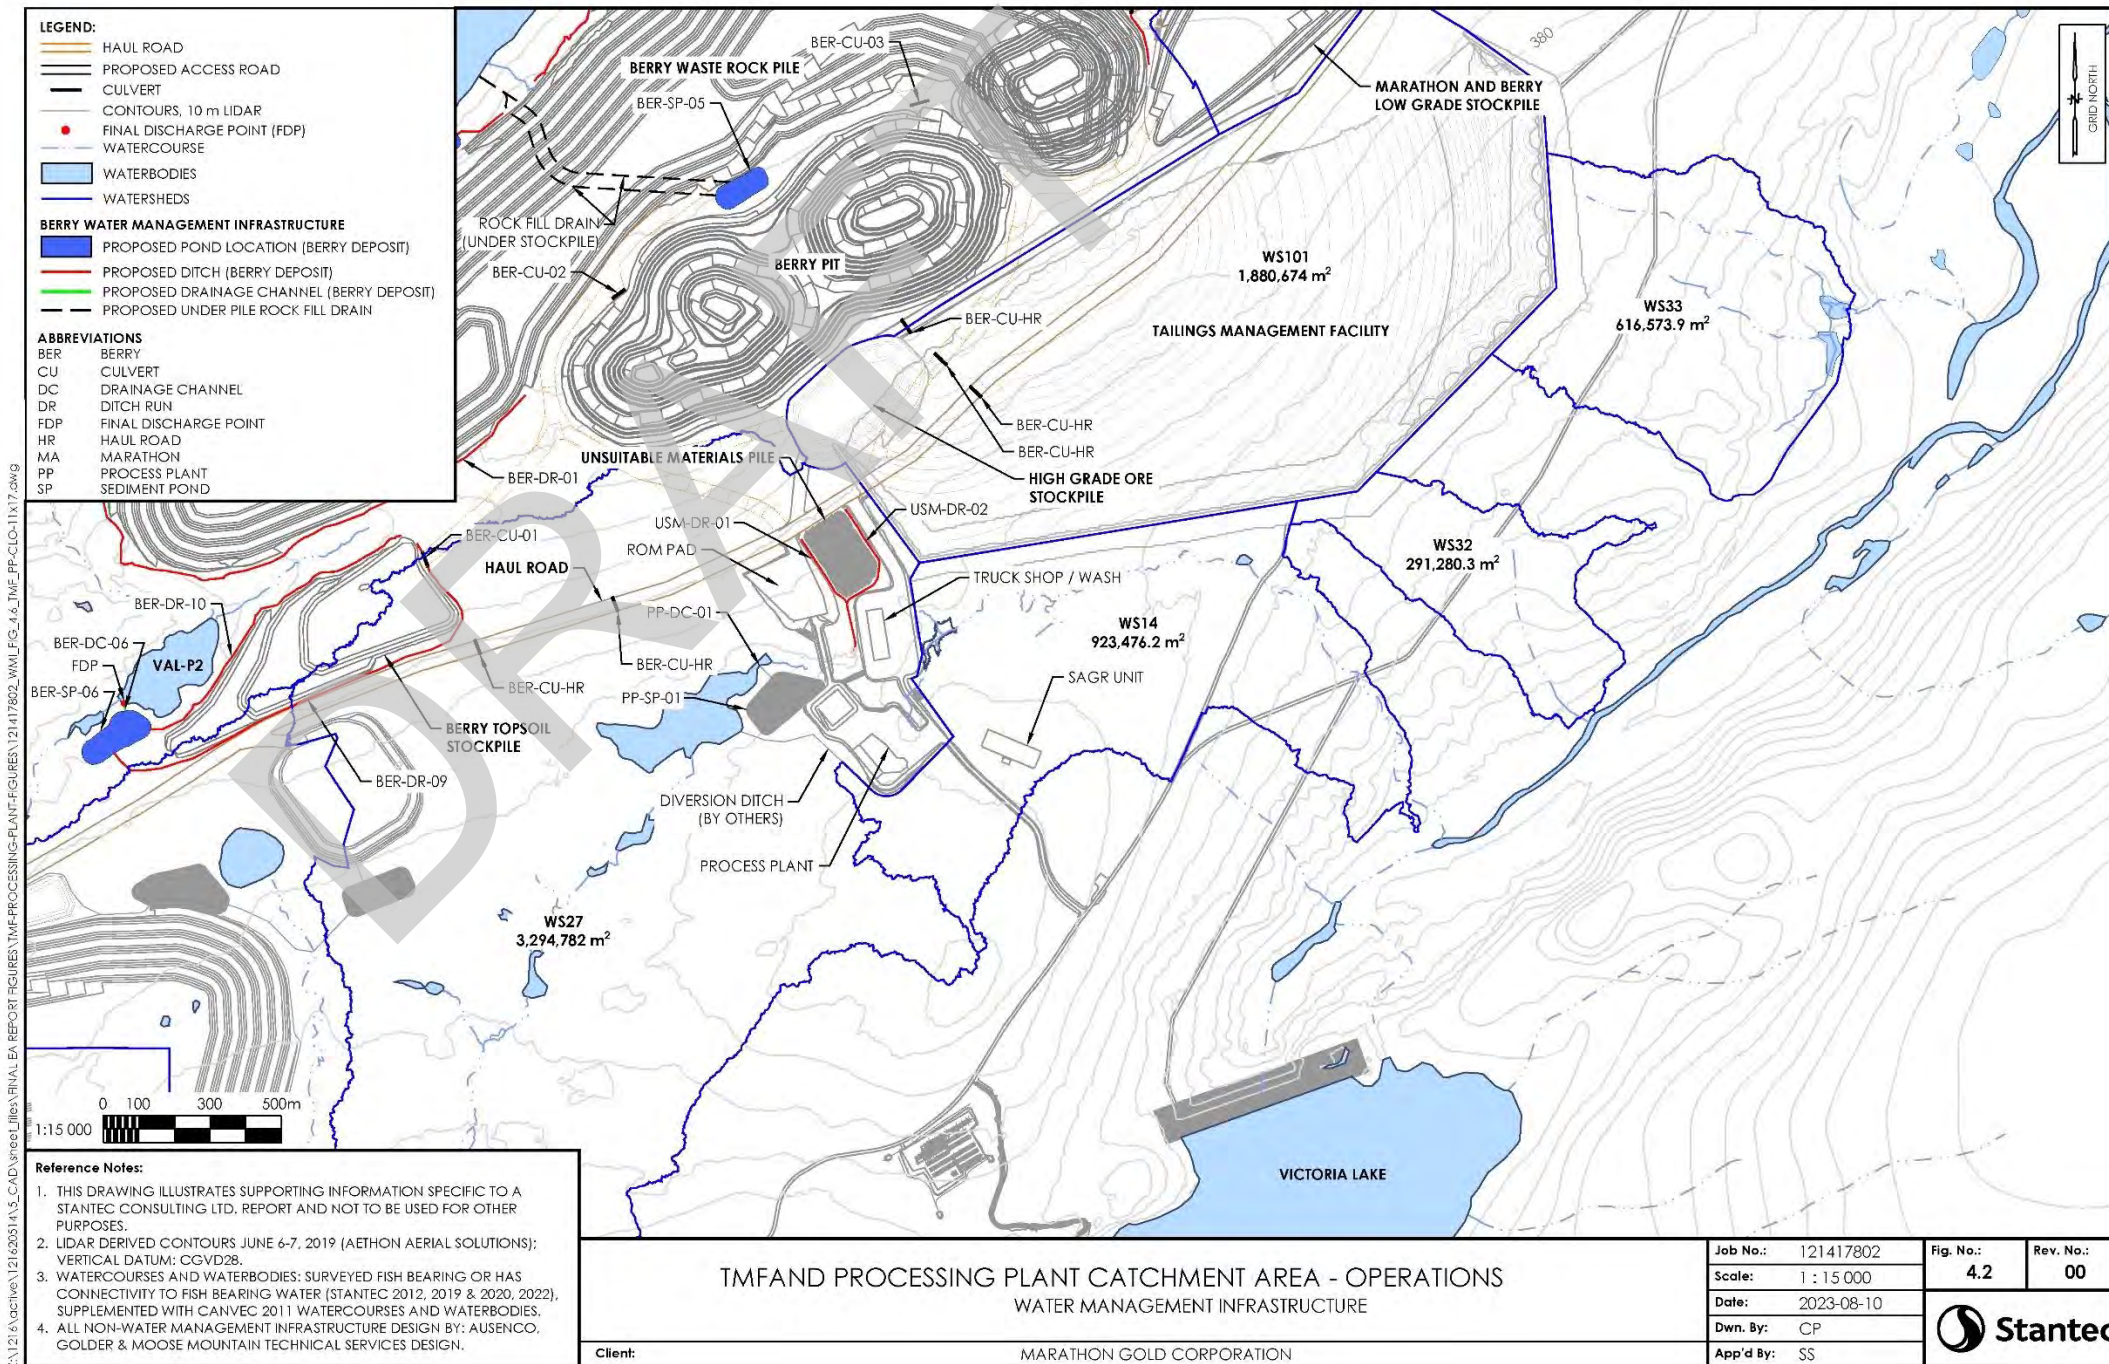 LEGEND:
HAUL ROAD
PROPOSED ACCESS ROAD
CULVERT
CONTOURS, 10 m LIDAR
FINAL DISCHARGE POINT (FDP)
WATERCOURSE
WATERBODIES
WATERSHEDS
BERRY WATER MANAGEMENT INFRASTRUCTURE
PROPOSED POND LOCATION (BERRY DEPOSIT)
PROPOSED DITCH (BERRY DEPOSIT)
PROPOSED DRAINAGE CHANNEL (BERRY DEPOSIT)
PROPOSED UNDER PILE ROCK FILL DRAIN
ABBREVIATIONS
BER BERRY
CU CULVERT
DC DRAINAGE CHANNEL
DR DITCH RUN
FDP FINAL DISCHARGE POINT
HR HAUL ROAD
MA MARATHON
PP PROCESS PLANT
SP SEDIMENT POND
BER-CU-03
BERRY WASTE ROCK PILE
BER-SP-05
380
MARATHON AND BERRY
LOW GRADE STOCKPILE
GRID NORTH
N
ROCK FILL DRAIN
(UNDER STOCKPILE)
BER-CU-02
BERRY PIT
WS101
1,880,674 m²
TAILINGS MANAGEMENT FACILITY
WS33
616,573.9 m²
BER-CU-HR
BER-CU-HR
BER-CU-HR
HIGH GRADE ORE
STOCKPILE
UNSUITABLE MATERIALS PILE
BER-DR-01
USM-DR-01
USM-DR-02
ROM PAD
BER-CU-01
HAUL ROAD
TRUCK SHOP / WASH
WS32
291,280.3 m²
BER-DR-10
PP-DC-01
WS14
923,476.2 m²
BER-DC-06
FDP
VAL-P2
BER-SP-06
BER-CU-HR
BER-CU-HR
PP-SP-01
SAGR UNIT
BERRY TOPSOIL
STOCKPILE
BER-DR-09
DIVERSION DITCH
(BY OTHERS)
PROCESS PLANT
WS27
3,294,782 m²
DRAFT
VICTORIA LAKE
0 100 300 500m
1:15 000
Reference Notes:
1. THIS DRAWING ILLUSTRATES SUPPORTING INFORMATION SPECIFIC TO A
STANTEC CONSULTING LTD. REPORT AND NOT TO BE USED FOR OTHER
PURPOSES.
2. LIDAR DERIVED CONTOURS JUNE 6-7, 2019 (AETHON AERIAL SOLUTIONS);
VERTICAL DATUM: CGVD28.
3. WATERCOURSES AND WATERBODIES: SURVEYED FISH BEARING OR HAS
CONNECTIVITY TO FISH BEARING WATER (STANTEC 2012, 2019 & 2020, 2022),
SUPPLEMENTED WITH CANVEC 2011 WATERCOURSES AND WATERBODIES.
4. ALL NON-WATER MANAGEMENT INFRASTRUCTURE DESIGN BY: AUSENCO,
GOLDER & MOOSE MOUNTAIN TECHNICAL SERVICES DESIGN.
TMFAND PROCESSING PLANT CATCHMENT AREA - OPERATIONS
WATER MANAGEMENT INFRASTRUCTURE
Client: MARATHON GOLD CORPORATION
Job No.: 121417802
Scale: 1 : 15 000
Date: 2023-08-10
Dwn. By: CP
App'd By: SS
Fig. No.: 4.2
Rev. No.: 00
Stantec